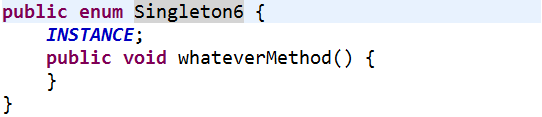 public enum Singleton6 {
    INSTANCE;
    public void whateverMethod() {
    }
}